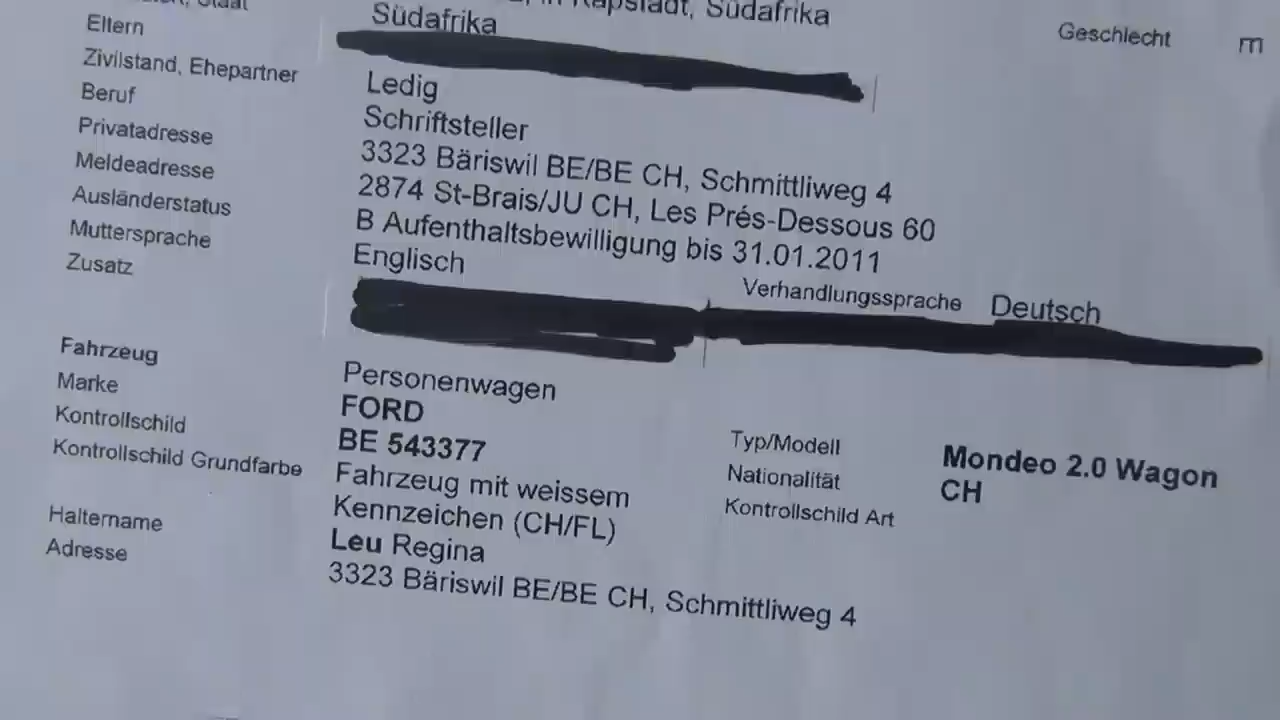 Kapstadt, Südafrika
Südafrika
Geschlecht m
Eltern
Zivilstand, Ehepartner Ledig
Beruf Schriftsteller
Privatadresse 3323 Bäriswil BE/BE CH, Schmittliweg 4
Meldeadresse 2874 St-Brais/JU CH, Les Prés-Dessous 60
Ausländerstatus B Aufenthaltsbewilligung bis 31.01.2011
Muttersprache Englisch Verhandlungssprache Deutsch
Zusatz
Fahrzeug Personenwagen
Marke FORD Typ/Modell Mondeo 2.0 Wagon
Kontrollschild BE 543377 Nationalität CH
Kontrollschild Grundfarbe Fahrzeug mit weissem Kontrollschild Art
Kennzeichen (CH/FL)
Haltername Leu Regina
Adresse 3323 Bäriswil BE/BE CH, Schmittliweg 4